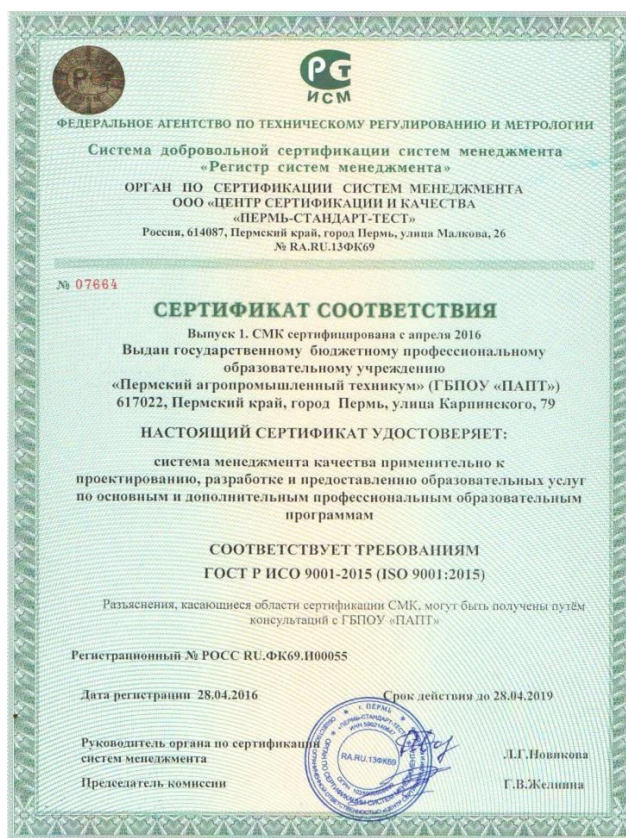 РСТ
ИСМ
ФЕДЕРАЛЬНОЕ АГЕНТСТВО ПО ТЕХНИЧЕСКОМУ РЕГУЛИРОВАНИЮ И МЕТРОЛОГИИ
Система добровольной сертификации систем менеджмента
«Регистр систем менеджмента»
ОРГАН ПО СЕРТИФИКАЦИИ СИСТЕМ МЕНЕДЖМЕНТА
ООО «ЦЕНТР СЕРТИФИКАЦИИ И КАЧЕСТВА
«ПЕРМЬ-СТАНДАРТ-ТЕСТ»
Россия, 614087, Пермский край, город Пермь, улица Малкова, 26
№ RA.RU.13ФК69
№ 07664
СЕРТИФИКАТ СООТВЕТСТВИЯ
Выпуск 1. СМК сертифицирована с апреля 2016
Выдан государственному бюджетному профессиональному
образовательному учреждению
«Пермский агропромышленный техникум» (ГБПОУ «ПАПТ»)
617022, Пермский край, город Пермь, улица Карпинского, 79
НАСТОЯЩИЙ СЕРТИФИКАТ УДОСТОВЕРЯЕТ:
система менеджмента качества применительно к
проектированию, разработке и предоставлению образовательных услуг
по основным и дополнительным профессиональным образовательным
программам
СООТВЕТСТВУЕТ ТРЕБОВАНИЯМ
ГОСТ Р ИСО 9001-2015 (ISO 9001:2015)
Разъяснения, касающиеся области сертификации СМК, могут быть получены путём
консультаций с ГБПОУ «ПАПТ»
Регистрационный № РОСС RU.ФК69.И00055
Дата регистрации 28.04.2016 Срок действия до 28.04.2019
Руководитель органа по сертификации
систем менеджмента Л.Г.Новикова
Председатель комиссии Г.В.Желнина
г. ПЕРМЬ
«ПЕРМЬ-СТАНДАРТ-ТЕСТ»
RA.RU.13ФК69